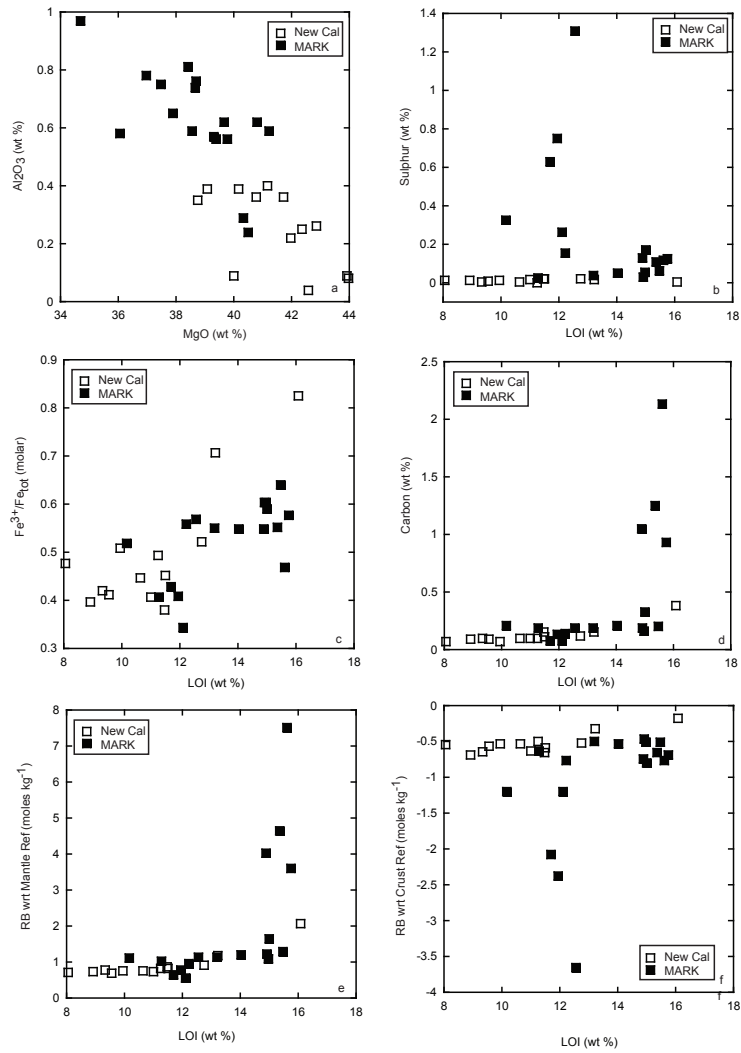 New Cal
MARK
1
0.8
0.6
0.4
0.2
0
Al2O3 (wt %)
34 36 38 40 42 44
MgO (wt %)
a
New Cal
MARK
1.4
1.2
1
0.8
0.6
0.4
0.2
0
Sulphur (wt %)
8 10 12 14 16 18
LOI (wt %)
b
New Cal
MARK
0.9
0.8
0.7
0.6
0.5
0.4
0.3
Fe3+/Fetot (molar)
8 10 12 14 16 18
LOI (wt %)
c
New Cal
MARK
2.5
2
1.5
1
0.5
0
Carbon (wt %)
8 10 12 14 16 18
LOI (wt %)
d
New Cal
MARK
8
7
6
5
4
3
2
1
0
RB wrt Mantle Ref (moles kg-1)
8 10 12 14 16 18
LOI (wt %)
e
0
-0.5
-1
-1.5
-2
-2.5
-3
-3.5
-4
RB wrt Crust Ref (moles kg-1)
New Cal
MARK
f
f
8 10 12 14 16 18
LOI (wt %)